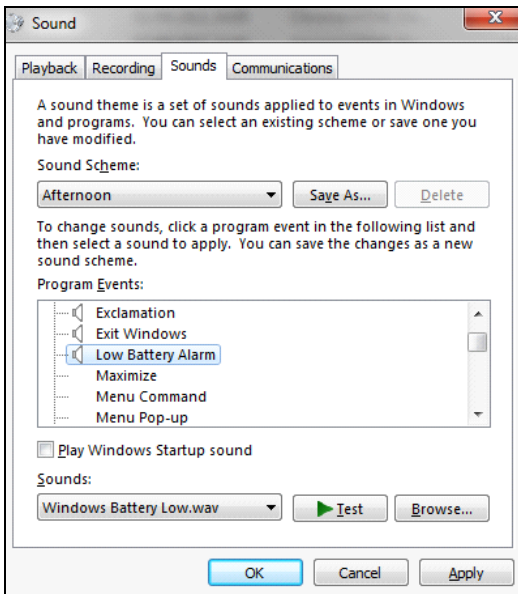 Sound
Playback Recording Sounds Communications
A sound theme is a set of sounds applied to events in Windows
and programs. You can select an existing scheme or save one you
have modified.
Sound Scheme:
Afternoon Save As... Delete
To change sounds, click a program event in the following list and
then select a sound to apply. You can save the changes as a new
sound scheme.
Program Events:
Exclamation
Exit Windows
Low Battery Alarm
Maximize
Menu Command
Menu Pop-up
Play Windows Startup sound
Sounds:
Windows Battery Low.wav Test Browse...
OK Cancel Apply